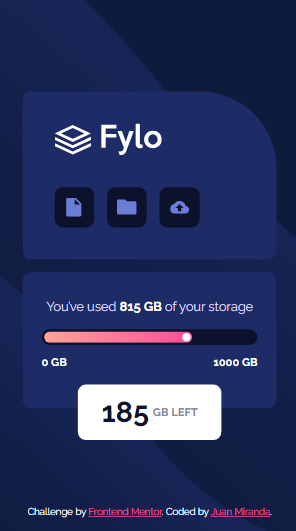 Fylo
You've used 815 GB of your storage
0 GB 1000 GB
185 GB LEFT
Challenge by Frontend Mentor. Coded by Juan Miranda.